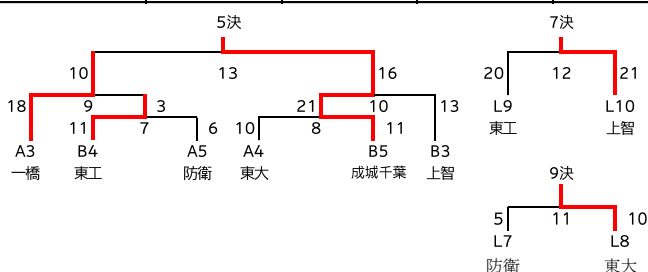 5決
7決
10 13 16
20 12 21
18 9 3 21 10 13
L9 L10
11 7 6 10 8 11
東工 上智
A3 B4 A5 A4 B5 B3
一橋 東工 防衛 東大 成城千葉 上智
9決
5 11 10
L7 L8
防衛 東大